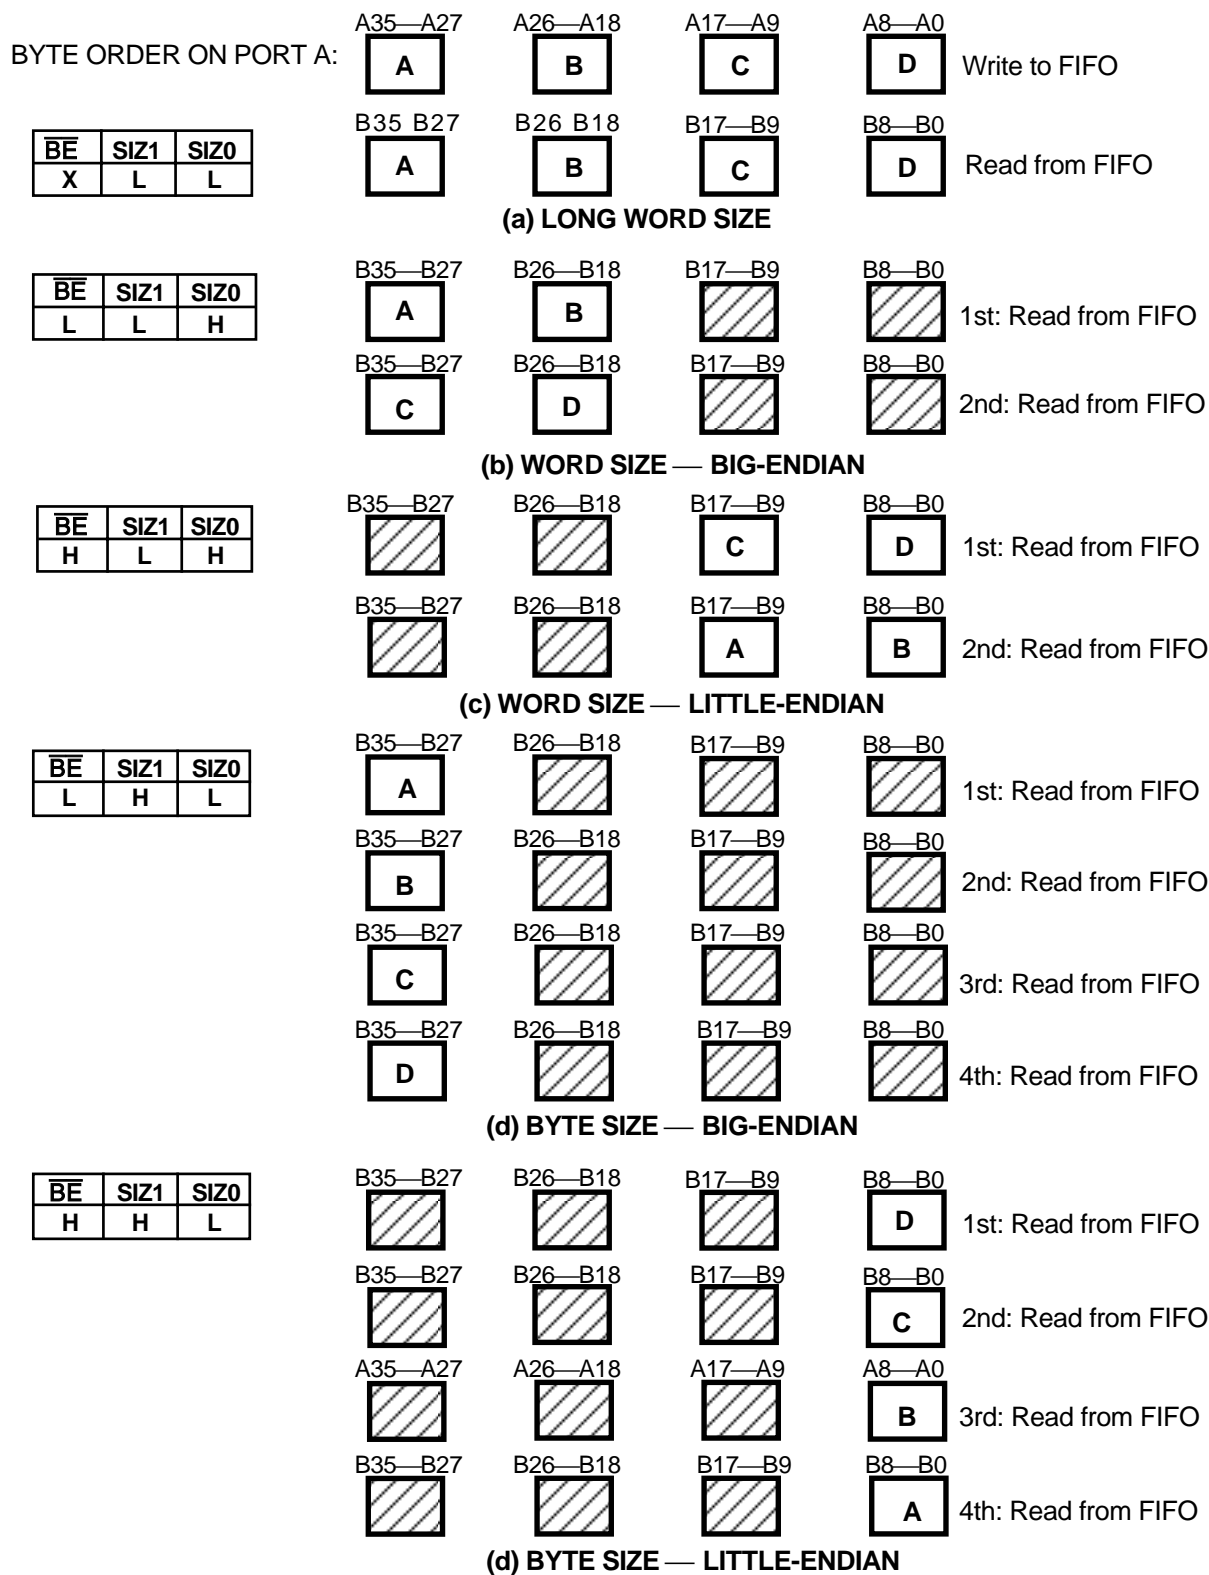 A35—A27 A26—A18 A17—A9 A8—A0
BYTE ORDER ON PORT A: A B C D Write to FIFO
B35 B27 B26 B18 B17—B9 B8—B0
BE SIZ1 SIZ0
X L L
A B C D Read from FIFO
(a) LONG WORD SIZE
B35—B27 B26—B18 B17—B9 B8—B0
BE SIZ1 SIZ0
L L H
A B 1st: Read from FIFO
B35—B27 B26—B18 B17—B9 B8—B0
C D 2nd: Read from FIFO
(b) WORD SIZE — BIG-ENDIAN
B35—B27 B26—B18 B17—B9 B8—B0
BE SIZ1 SIZ0
H L H
C D 1st: Read from FIFO
B35—B27 B26—B18 B17—B9 B8—B0
A B 2nd: Read from FIFO
(c) WORD SIZE — LITTLE-ENDIAN
B35—B27 B26—B18 B17—B9 B8—B0
BE SIZ1 SIZ0
L H L
A 1st: Read from FIFO
B35—B27 B26—B18 B17—B9 B8—B0
B 2nd: Read from FIFO
B35—B27 B26—B18 B17—B9 B8—B0
C 3rd: Read from FIFO
B35—B27 B26—B18 B17—B9 B8—B0
D 4th: Read from FIFO
(d) BYTE SIZE — BIG-ENDIAN
B35—B27 B26—B18 B17—B9 B8—B0
BE SIZ1 SIZ0
H H L
D 1st: Read from FIFO
B35—B27 B26—B18 B17—B9 B8—B0
C 2nd: Read from FIFO
A35—A27 A26—A18 A17—A9 A8—A0
B 3rd: Read from FIFO
B35—B27 B26—B18 B17—B9 B8—B0
A 4th: Read from FIFO
(d) BYTE SIZE — LITTLE-ENDIAN